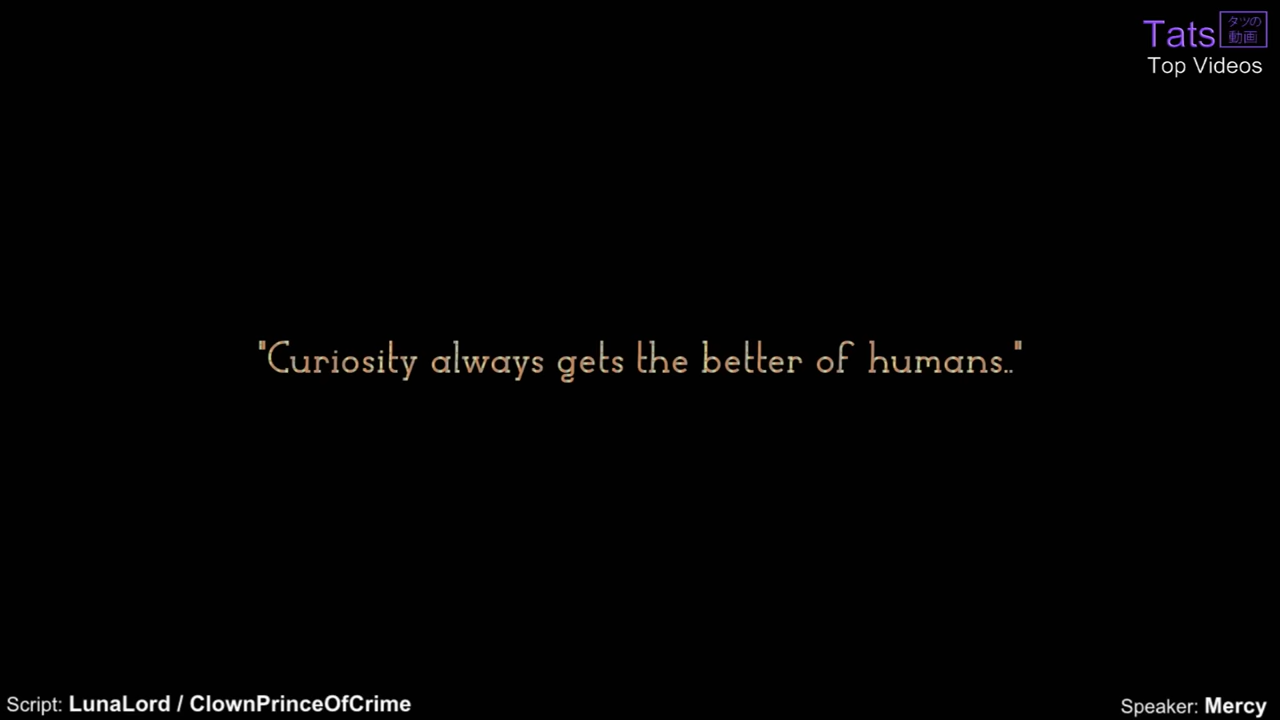 Tats タツの
動画
Top Videos
"Curiosity always gets the better of humans.."
Script: LunaLord / ClownPrinceOfCrime
Speaker: Mercy